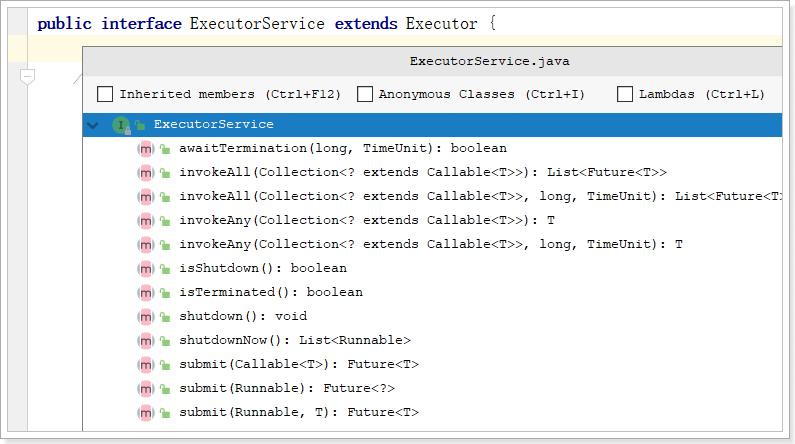 public interface ExecutorService extends Executor {
ExecutorService.java
Inherited members (Ctrl+F12) Anonymous Classes (Ctrl+I) Lambdas (Ctrl+L)
I ExecutorService
m awaitTermination(long, TimeUnit): boolean
m invokeAll(Collection<? extends Callable<T>>): List<Future<T>>
m invokeAll(Collection<? extends Callable<T>>, long, TimeUnit): List<Future<T>
m invokeAny(Collection<? extends Callable<T>>): T
m invokeAny(Collection<? extends Callable<T>>, long, TimeUnit): T
m isShutdown(): boolean
m isTerminated(): boolean
m shutdown(): void
m shutdownNow(): List<Runnable>
m submit(Callable<T>): Future<T>
m submit(Runnable): Future<?>
m submit(Runnable, T): Future<T>